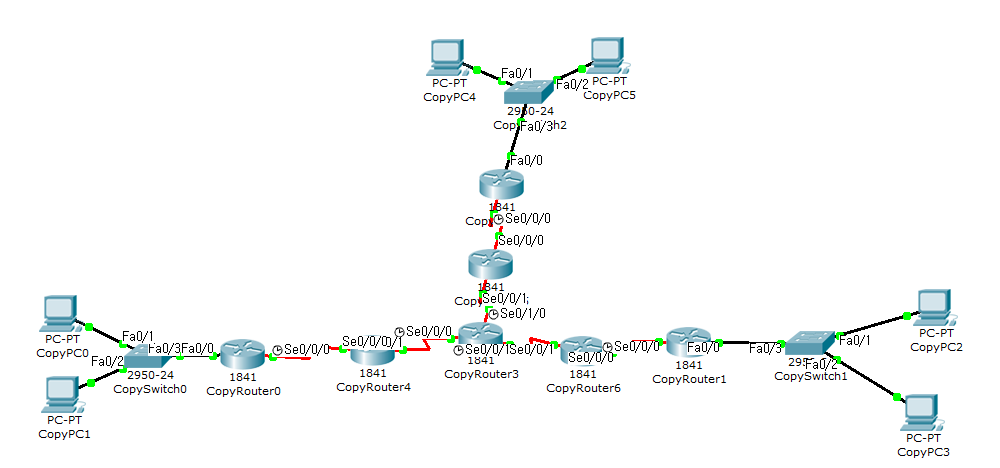 Fa0/1
PC-PT
CopyPC4
Fa0/2
PC-PT
CopyPC5
2950-24
Fa0/3
Fa0/0
1841
Se0/0/0
Se0/0/0
1841
Se0/0/1
Se0/1/0
PC-PT
CopyPC0
Fa0/1
Fa0/2
Fa0/3
Fa0/0
2950-24
CopySwitch0
PC-PT
CopyPC1
1841
CopyRouter0
Se0/0/0
1841
CopyRouter4
Se0/0/0
1841
CopyRouter3
Se0/0/1
Se0/0/1
1841
CopyRouter6
Se0/0/0
Se0/0/0
1841
CopyRouter1
Fa0/0
Fa0/3
CopySwitch1
Fa0/1
Fa0/2
PC-PT
CopyPC2
PC-PT
CopyPC3